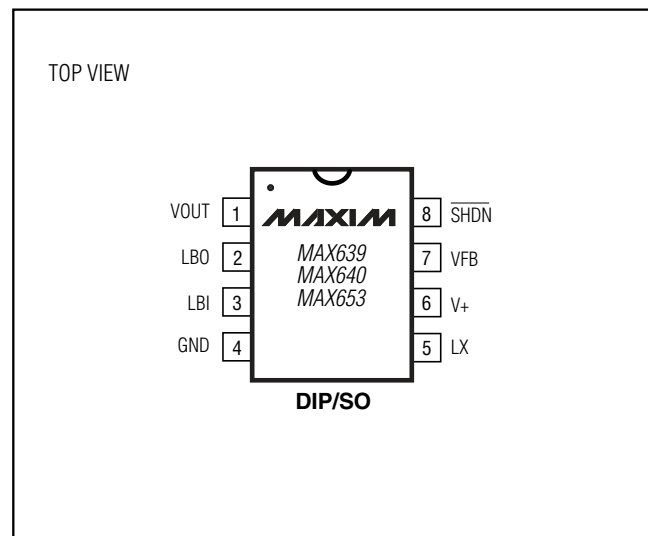 TOP VIEW
VOUT 1
LBO 2
LBI 3
GND 4
MAXIM
MAX639
MAX640
MAX653
8 SHDN
7 VFB
6 V+
5 LX
DIP/SO